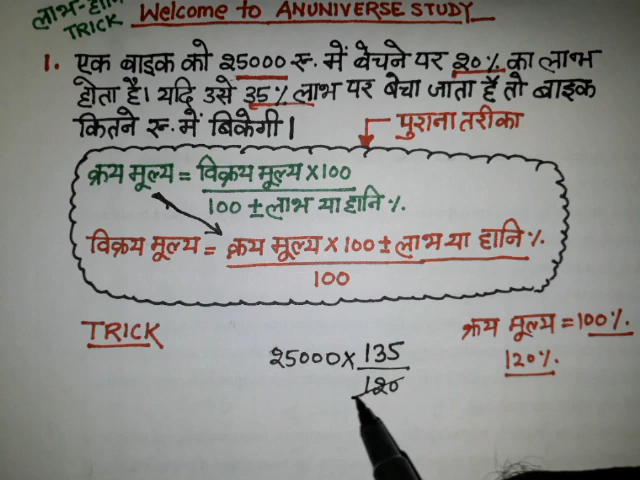 लाभ-हानि
TRICK
Welcome to ANUNIVERSE STUDY
1. एक बाइक को 25000 रु. में बेचने पर 20% का लाभ
होता है। यदि उसे 35% लाभ पर बेचा जाता है तो बाइक
कितने रु. में बिकेगी।
पुराना तरीका
क्रय मूल्य = विक्रय मूल्य × 100
100 ± लाभ या हानि %.
विक्रय मूल्य = क्रय मूल्य × 100 ± लाभ या हानि %.
100
TRICK
क्रय मूल्य = 100%.
120%.
25000 × 135
120